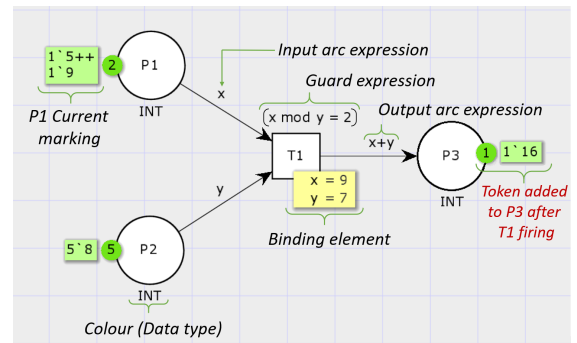 1`5++
1`9
2
P1
INT
P1 Current
marking
Input arc expression
x
Guard expression
(x mod y = 2)
Output arc expression
x+y
T1
x = 9
y = 7
Binding element
P3
1
1`16
INT
Token added
to P3 after
T1 firing
y
5`8
5
P2
INT
Colour (Data type)